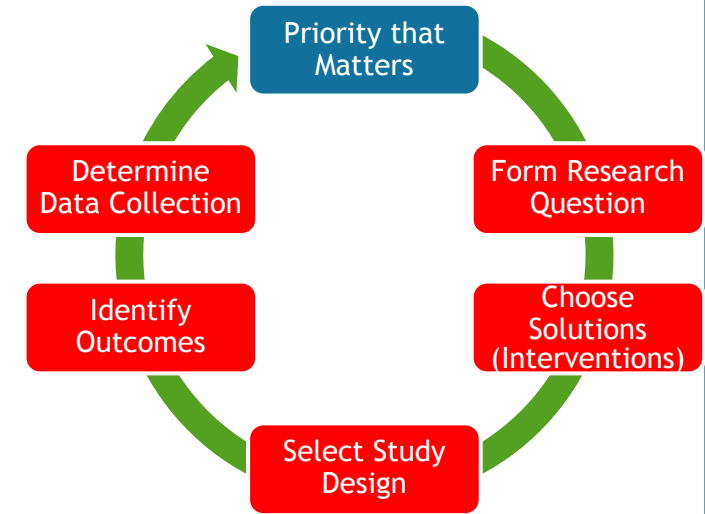 Priority that
Matters
Form Research
Question
Choose
Solutions
(Interventions)
Select Study
Design
Identify
Outcomes
Determine
Data Collection